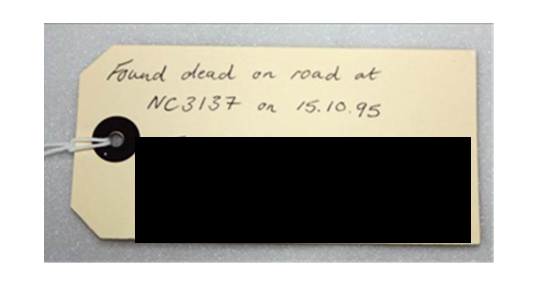 Found dead on road at
NC3137 on 15.10.95